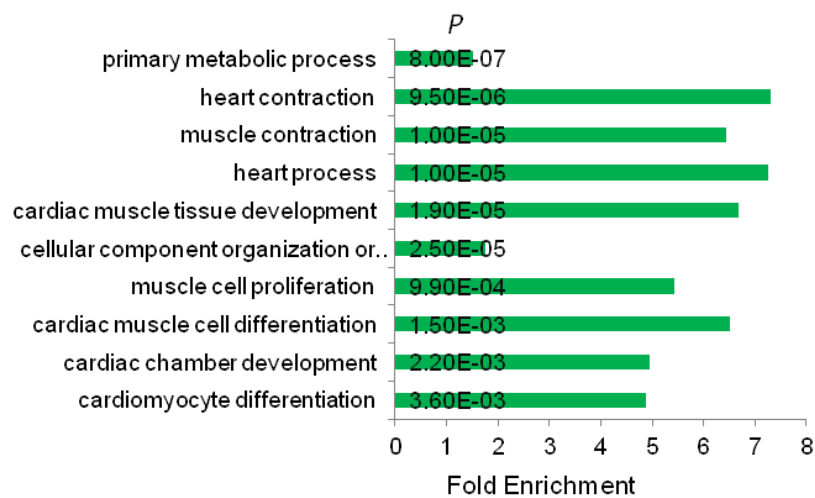 P
primary metabolic process 8.00E-07
heart contraction 9.50E-06
muscle contraction 1.00E-05
heart process 1.00E-05
cardiac muscle tissue development 1.90E-05
cellular component organization or.. 2.50E-05
muscle cell proliferation 9.90E-04
cardiac muscle cell differentiation 1.50E-03
cardiac chamber development 2.20E-03
cardiomyocyte differentiation 3.60E-03
0 1 2 3 4 5 6 7 8
Fold Enrichment